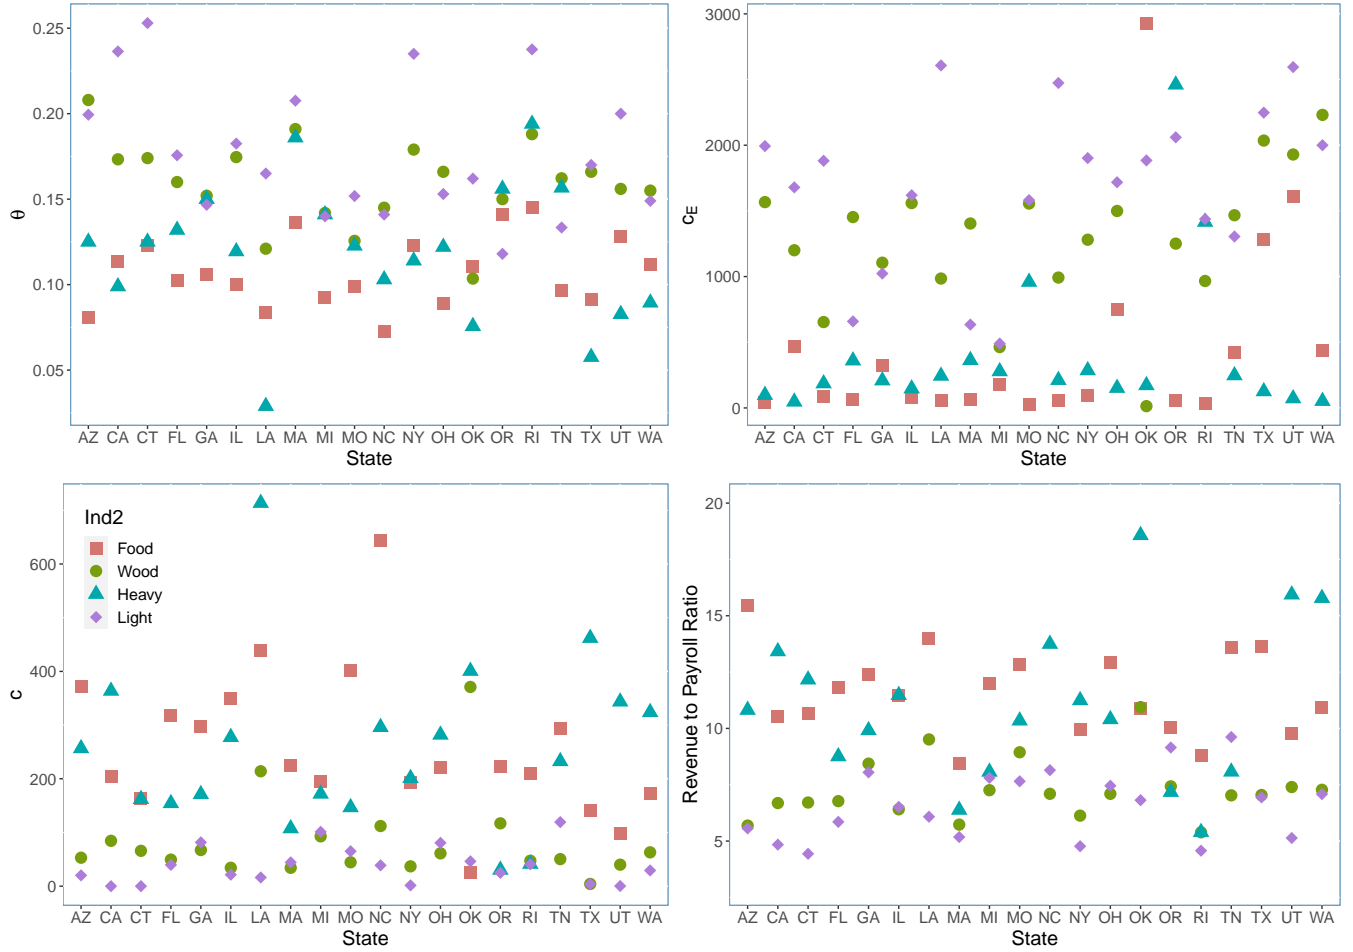 θ
0.25
0.20
0.15
0.10
0.05
AZ CA CT FL GA IL LA MA MI MO NC NY OH OK OR RI TN TX UT WA
State
c_E
3000
2000
1000
0
AZ CA CT FL GA IL LA MA MI MO NC NY OH OK OR RI TN TX UT WA
State
c
600
400
200
0
Ind2
Food
Wood
Heavy
Light
AZ CA CT FL GA IL LA MA MI MO NC NY OH OK OR RI TN TX UT WA
State
Revenue to Payroll Ratio
20
15
10
5
AZ CA CT FL GA IL LA MA MI MO NC NY OH OK OR RI TN TX UT WA
State